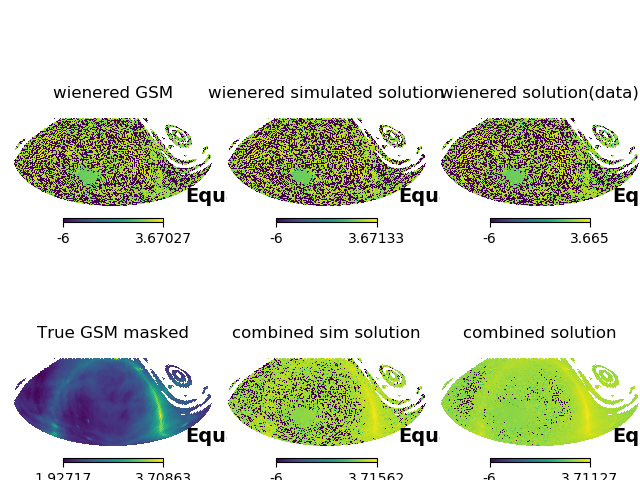 wienered GSM
wienered simulated solution
wienered solution(data)
Equ
Equ
Eq
-6 3.67027
-6 3.67133
-6 3.665
True GSM masked
combined sim solution
combined solution
Equ
Equ
Eq
1.92717 3.70863
-6 3.71562
-6 3.71127